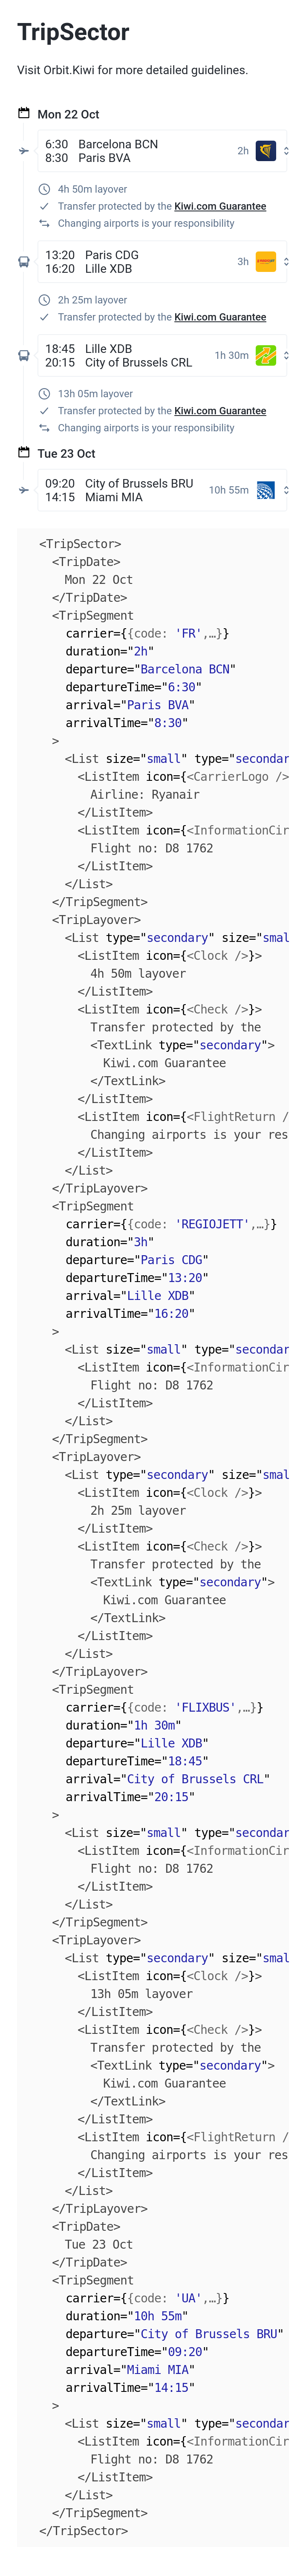 TripSector
Visit Orbit.Kiwi for more detailed guidelines.
Mon 22 Oct
6:30 Barcelona BCN
8:30 Paris BVA
2h
4h 50m layover
Transfer protected by the Kiwi.com Guarantee
Changing airports is your responsibility
13:20 Paris CDG
16:20 Lille XDB
3h
2h 25m layover
Transfer protected by the Kiwi.com Guarantee
18:45 Lille XDB
20:15 City of Brussels CRL
1h 30m
13h 05m layover
Transfer protected by the Kiwi.com Guarantee
Changing airports is your responsibility
Tue 23 Oct
09:20 City of Brussels BRU
14:15 Miami MIA
10h 55m
<TripSector>
<TripDate>
Mon 22 Oct
</TripDate>
<TripSegment
carrier={{code: 'FR',…}}
duration="2h"
departure="Barcelona BCN"
departureTime="6:30"
arrival="Paris BVA"
arrivalTime="8:30"
>
<List size="small" type="secondar
<ListItem icon={<CarrierLogo />
Airline: Ryanair
</ListItem>
<ListItem icon={<InformationCir
Flight no: D8 1762
</ListItem>
</List>
</TripSegment>
<TripLayover>
<List type="secondary" size="smal
<ListItem icon={<Clock />}>
4h 50m layover
</ListItem>
<ListItem icon={<Check />}>
Transfer protected by the
<TextLink type="secondary">
Kiwi.com Guarantee
</TextLink>
</ListItem>
<ListItem icon={<FlightReturn /
Changing airports is your res
</ListItem>
</List>
</TripLayover>
<TripSegment
carrier={{code: 'REGIOJETT',…}}
duration="3h"
departure="Paris CDG"
departureTime="13:20"
arrival="Lille XDB"
arrivalTime="16:20"
>
<List size="small" type="secondar
<ListItem icon={<InformationCir
Flight no: D8 1762
</ListItem>
</List>
</TripSegment>
<TripLayover>
<List type="secondary" size="smal
<ListItem icon={<Clock />}>
2h 25m layover
</ListItem>
<ListItem icon={<Check />}>
Transfer protected by the
<TextLink type="secondary">
Kiwi.com Guarantee
</TextLink>
</ListItem>
</List>
</TripLayover>
<TripSegment
carrier={{code: 'FLIXBUS',…}}
duration="1h 30m"
departure="Lille XDB"
departureTime="18:45"
arrival="City of Brussels CRL"
arrivalTime="20:15"
>
<List size="small" type="secondar
<ListItem icon={<InformationCir
Flight no: D8 1762
</ListItem>
</List>
</TripSegment>
<TripLayover>
<List type="secondary" size="smal
<ListItem icon={<Clock />}>
13h 05m layover
</ListItem>
<ListItem icon={<Check />}>
Transfer protected by the
<TextLink type="secondary">
Kiwi.com Guarantee
</TextLink>
</ListItem>
<ListItem icon={<FlightReturn /
Changing airports is your res
</ListItem>
</List>
</TripLayover>
<TripDate>
Tue 23 Oct
</TripDate>
<TripSegment
carrier={{code: 'UA',…}}
duration="10h 55m"
departure="City of Brussels BRU"
departureTime="09:20"
arrival="Miami MIA"
arrivalTime="14:15"
>
<List size="small" type="secondar
<ListItem icon={<InformationCir
Flight no: D8 1762
</ListItem>
</List>
</TripSegment>
</TripSector>